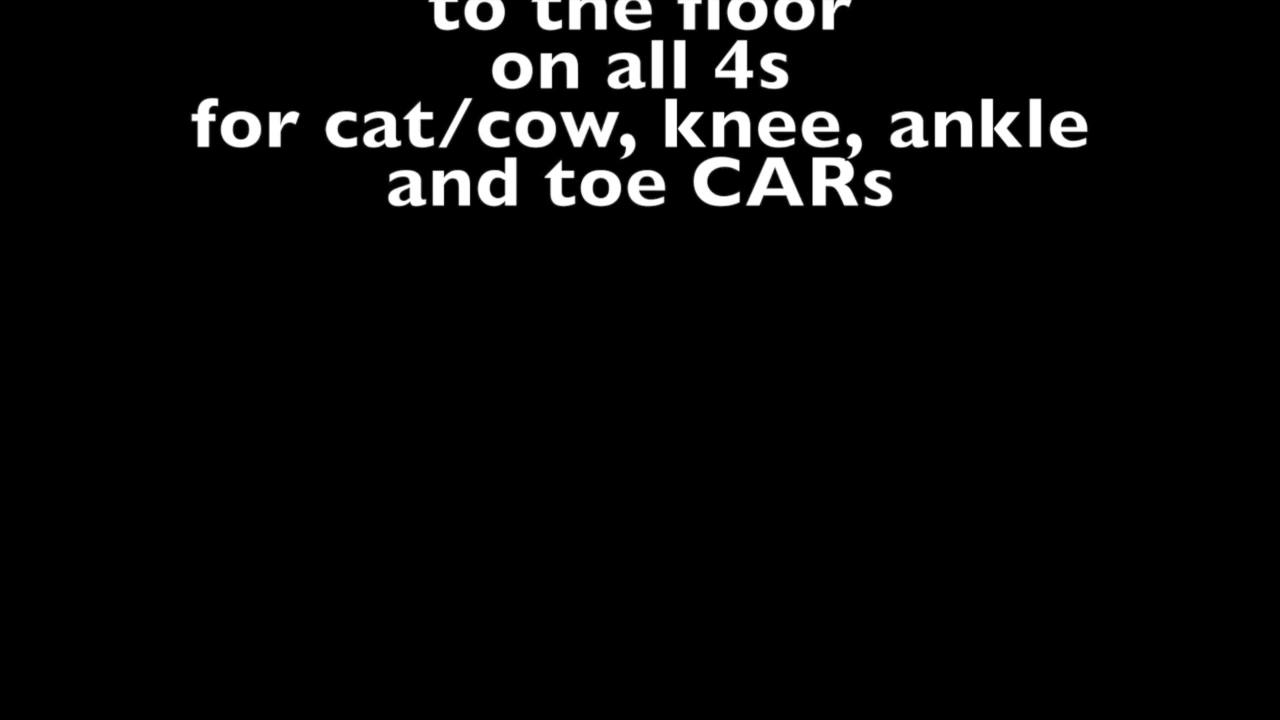 to the floor
on all 4s
for cat/cow, knee, ankle
and toe CARs